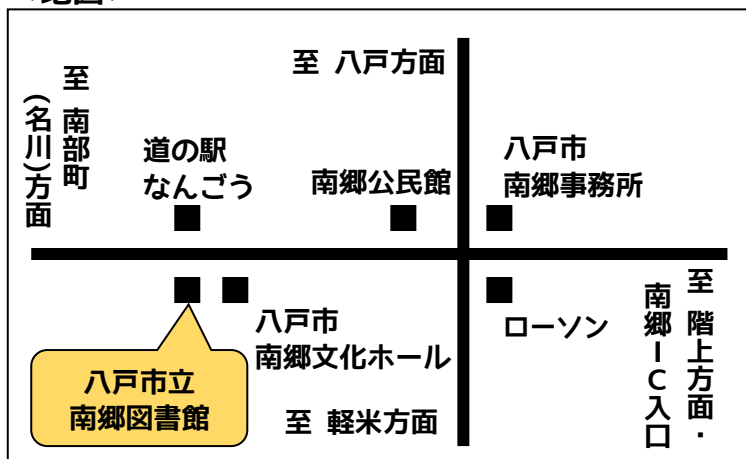 至 八戸方面
至 南部町
(名川)方面
道の駅
なんごう
南郷公民館
八戸市
南郷事務所
八戸市
南郷文化ホール
ローソン
至 階上方面・
南郷IC入口
八戸市立
南郷図書館
至 軽米方面